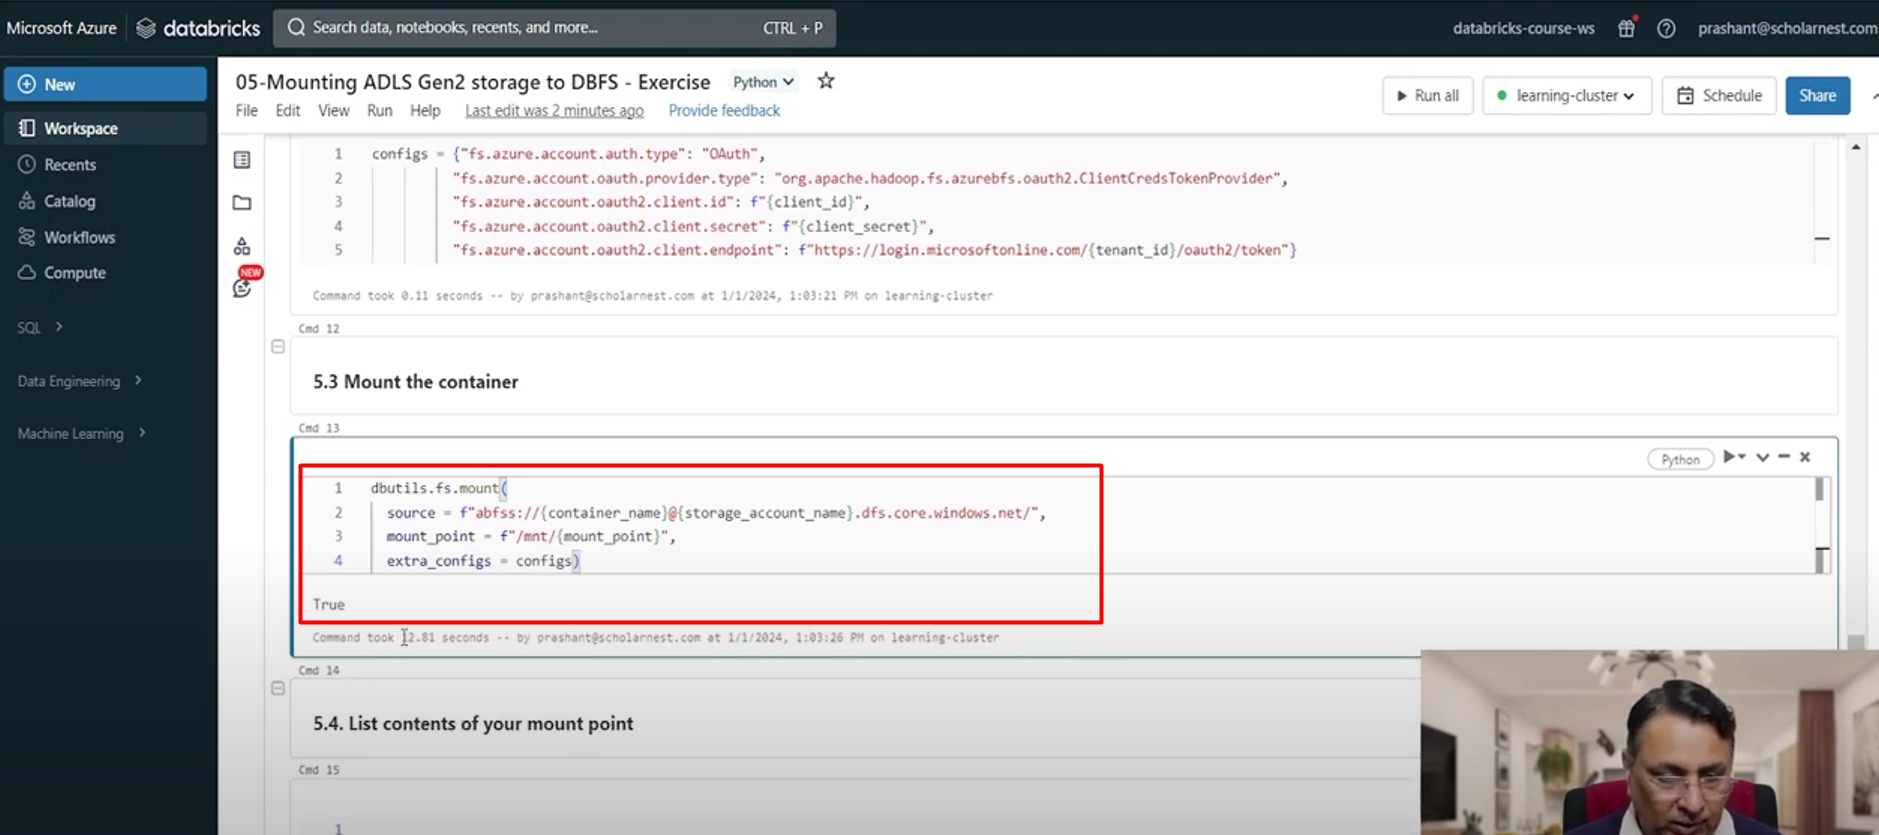 Microsoft Azure databricks Search data, notebooks, recents, and more... CTRL + P databricks-course-ws prashant@scholarnest.com
New
Workspace
Recents
Catalog
Workflows
Compute
SQL
Data Engineering
Machine Learning
05-Mounting ADLS Gen2 storage to DBFS - Exercise Python
File Edit View Run Help Last edit was 2 minutes ago Provide feedback
Run all learning-cluster Schedule Share
NEW
1 configs = {"fs.azure.account.auth.type": "OAuth",
2 "fs.azure.account.oauth.provider.type": "org.apache.hadoop.fs.azurebfs.oauth2.ClientCredsTokenProvider",
3 "fs.azure.account.oauth2.client.id": f"{client_id}",
4 "fs.azure.account.oauth2.client.secret": f"{client_secret}",
5 "fs.azure.account.oauth2.client.endpoint": f"https://login.microsoftonline.com/{tenant_id}/oauth2/token"}
Command took 0.11 seconds -- by prashant@scholarnest.com at 1/1/2024, 1:03:21 PM on learning-cluster
Cmd 12
5.3 Mount the container
Cmd 13
Python
1 dbutils.fs.mount(
2 source = f"abfss://{container_name}@{storage_account_name}.dfs.core.windows.net/",
3 mount_point = f"/mnt/{mount_point}",
4 extra_configs = configs)
True
Command took 12.81 seconds -- by prashant@scholarnest.com at 1/1/2024, 1:03:26 PM on learning-cluster
Cmd 14
5.4. List contents of your mount point
Cmd 15
1